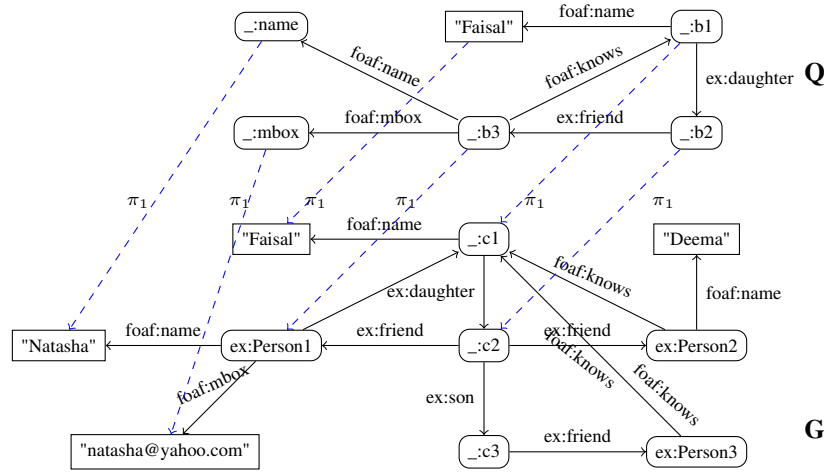 _:name
"Faisal"
foaf:name
_:b1
foaf:name
foaf:knows
ex:daughter
Q
_:mbox
foaf:mbox
_:b3
ex:friend
_:b2
π1
π1
π1
π1
π1
π1
"Faisal"
foaf:name
_:c1
"Deema"
ex:daughter
foaf:knows
foaf:name
"Natasha"
foaf:name
ex:Person1
ex:friend
_:c2
ex:friend
ex:Person2
foaf:mbox
foaf:knows
foaf:knows
ex:son
"natasha@yahoo.com"
_:c3
ex:friend
ex:Person3
G